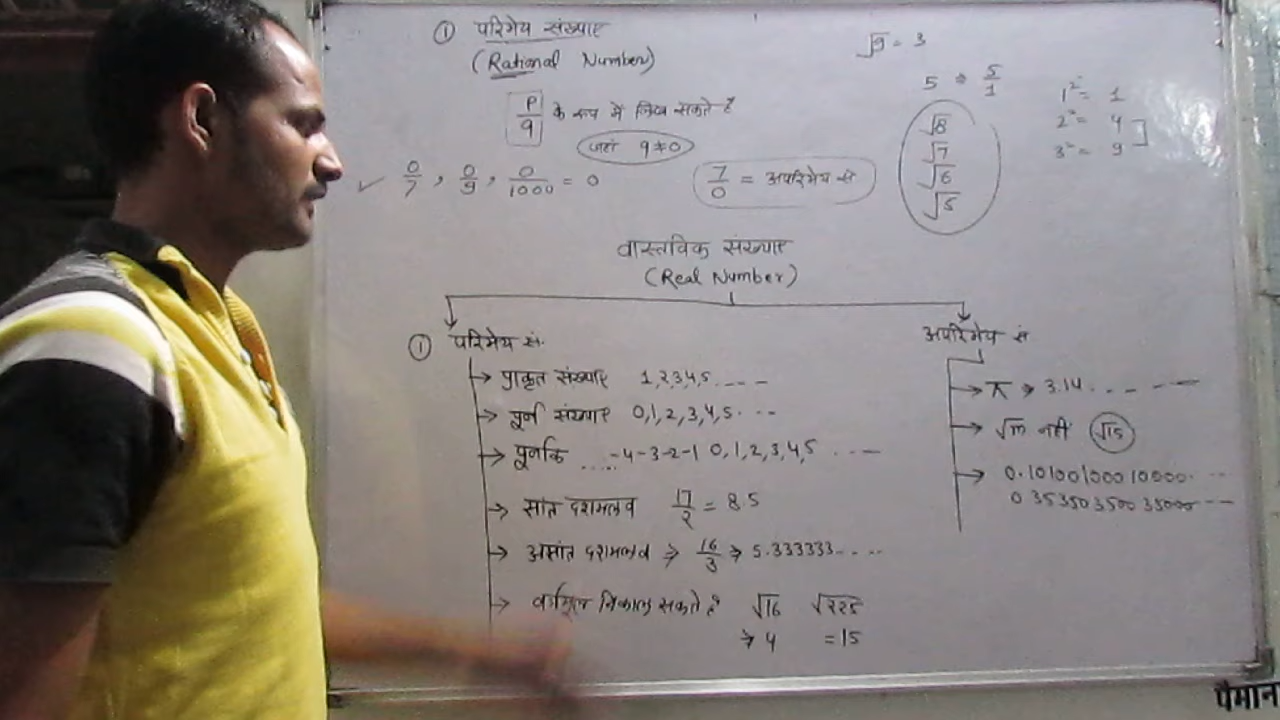 ① परिमेय संख्याए
(Rational Number)
√9 = 3
5 ⇒ 5/1
P/q के रूप में लिख सकते है
जहां q≠0
1² = 1
2² = 4
3² = 9
√8
√7
√6
√5
✓ 0/7 , 0/9 , 0/1000 = 0
7/0 = अपरिमेय सं
वास्तविक संख्याए
(Real Number)
① परिमेय सं.
अपरिमेय सं
→ प्राकृत संख्याए 1,2,3,4,5. _ _ _
→ पूर्न संख्याए 0,1,2,3,4,5. - -
→ पूर्नाक ..... -4-3-2-1 0,1,2,3,4,5 . - - —
→ सांत दशमलव 17/2 = 8.5
→ असांत दशमलव ⇒ 16/3 ⇒ 5.333333....
→ वर्गमूल निकाल सकते है √16 √225
⇒ 4 = 15
→ π ⇒ 3.14 . - - - —
→ √m नहीं √15
→ 0.10100100010000. ...
0.35350350035000 ---
पैमान